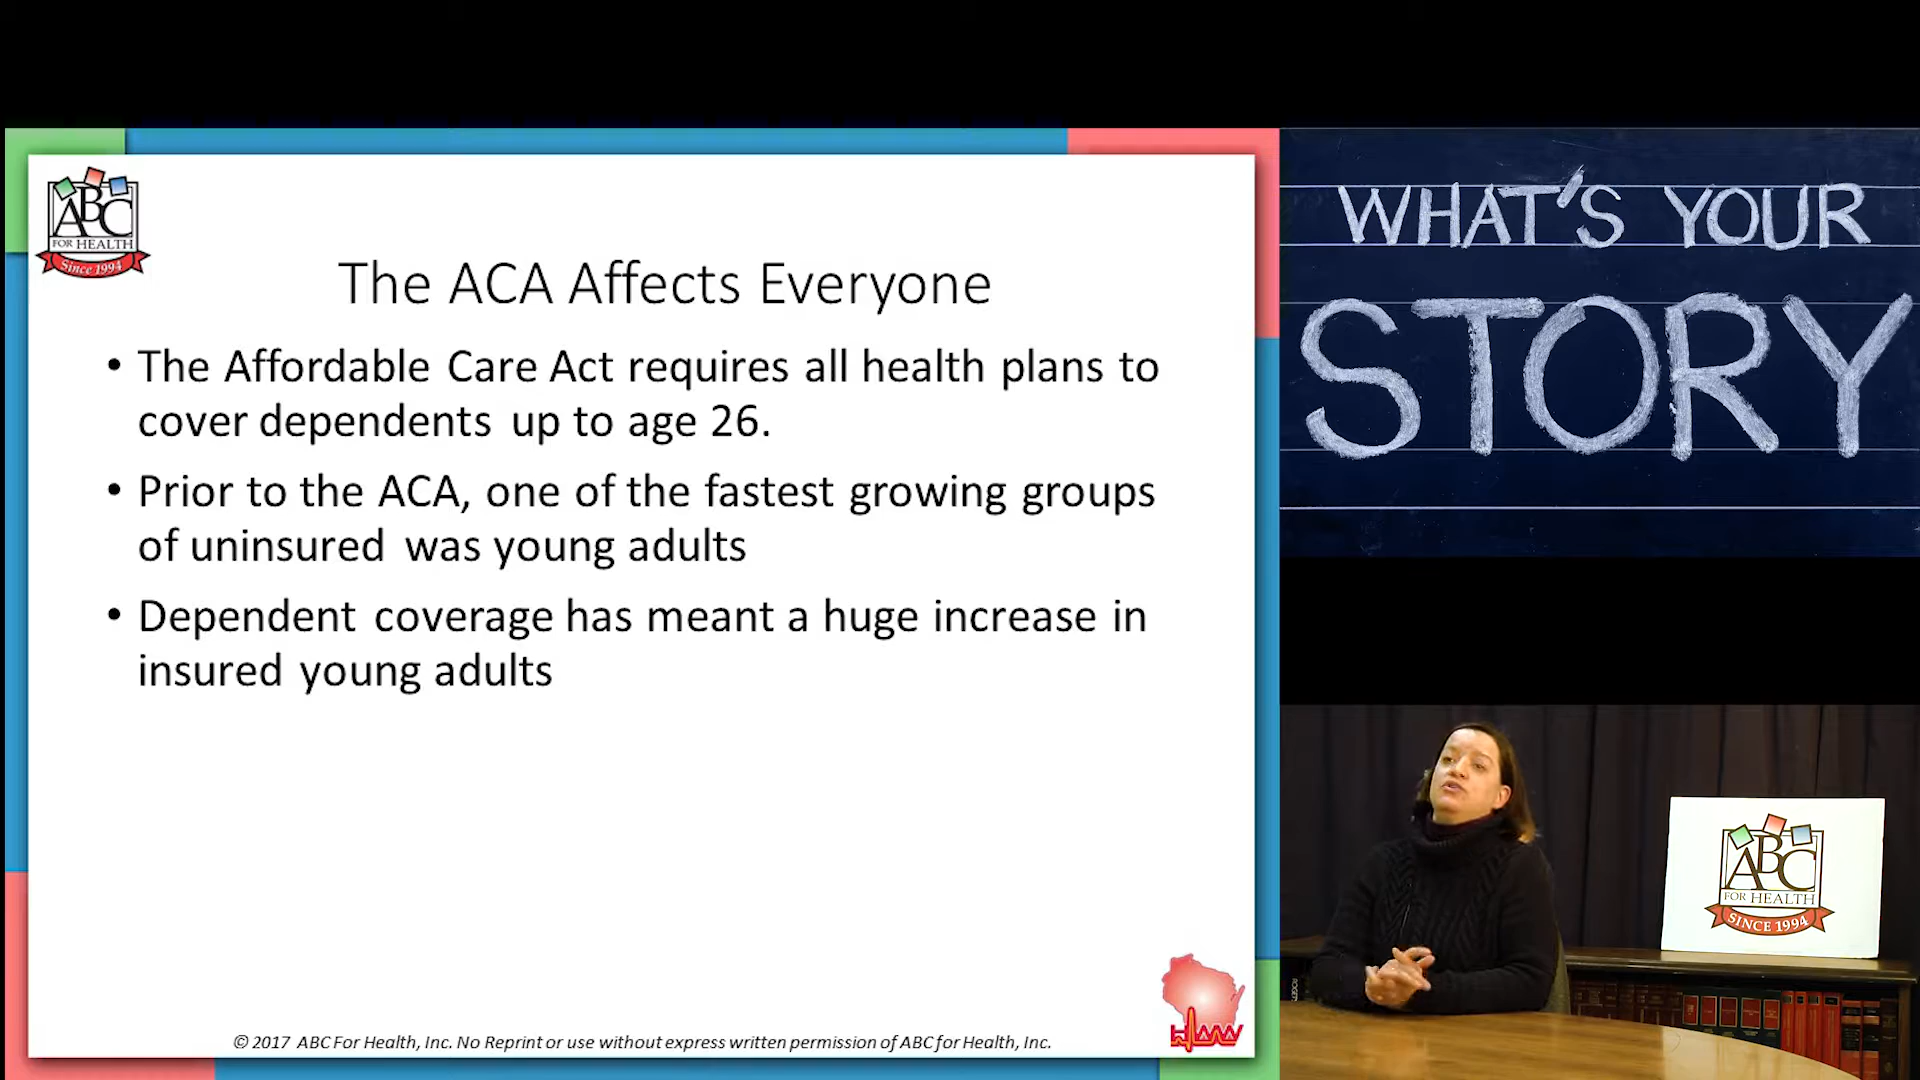 ABC
FOR HEALTH
Since 1994
The ACA Affects Everyone
• The Affordable Care Act requires all health plans to
cover dependents up to age 26.
• Prior to the ACA, one of the fastest growing groups
of uninsured was young adults
• Dependent coverage has meant a huge increase in
insured young adults
© 2017 ABC For Health, Inc. No Reprint or use without express written permission of ABC for Health, Inc.
WHAT'S YOUR
STORY
ABC
FOR HEALTH
SINCE 1994